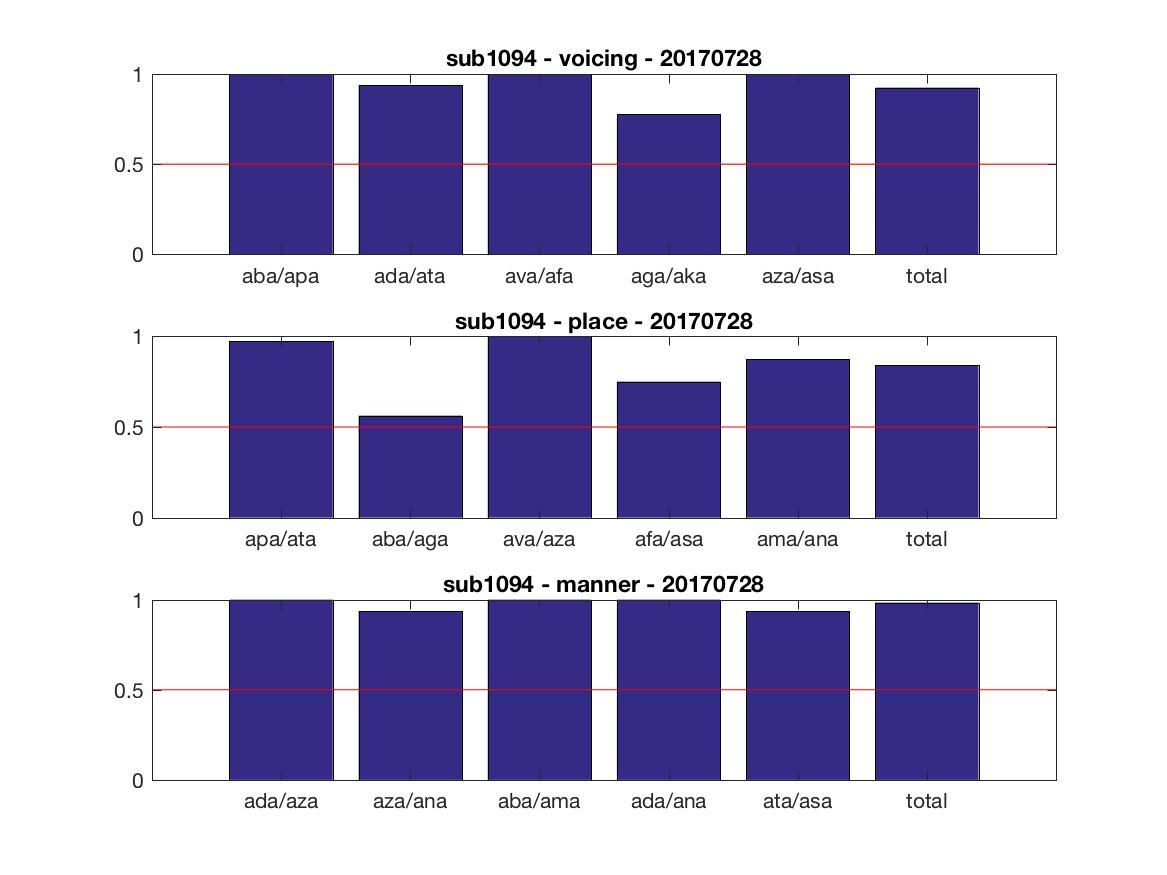 sub1094 - voicing - 20170728
1
0.5
0
aba/apa ada/ata ava/afa aga/aka aza/asa total
sub1094 - place - 20170728
1
0.5
0
apa/ata aba/aga ava/aza afa/asa ama/ana total
sub1094 - manner - 20170728
1
0.5
0
ada/aza aza/ana aba/ama ada/ana ata/asa total